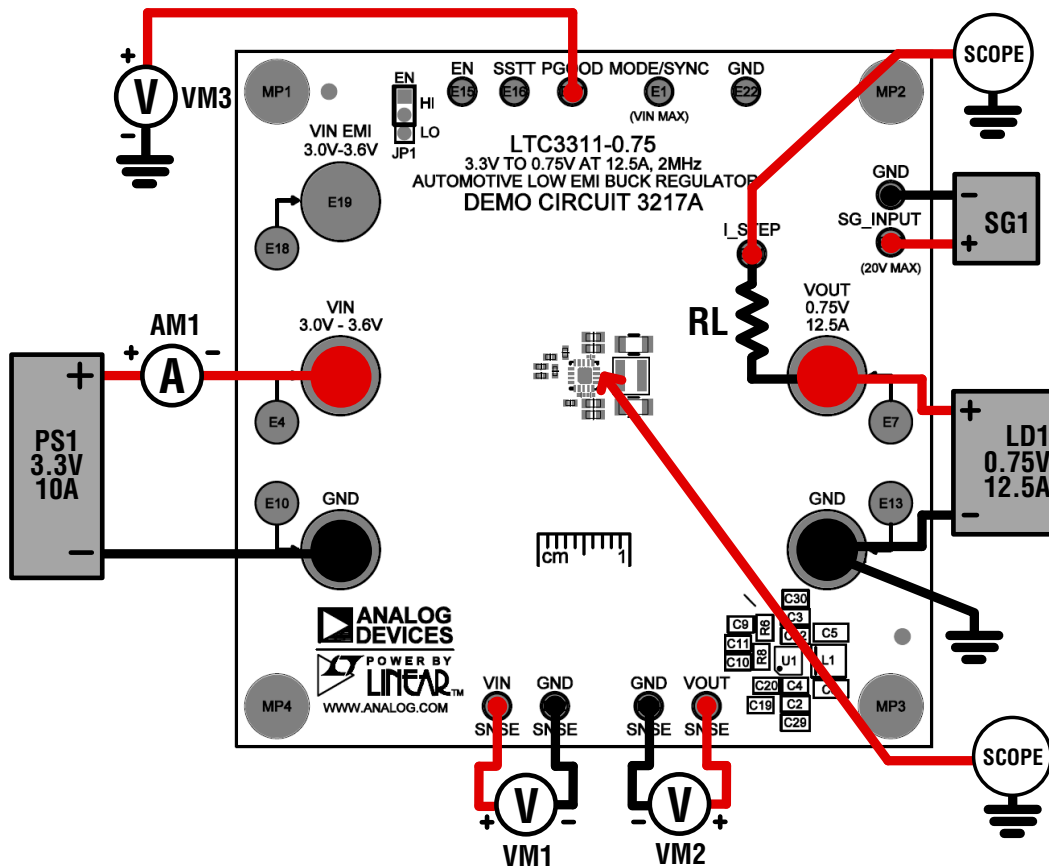 SCOPE
+
V
VM3
−
EN
HI
LO
JP1
EN
SSTT
PGOOD
MODE/SYNC
GND
E15
E16
E1
E22
(VIN MAX)
MP1
MP2
VIN EMI
3.0V-3.6V
E19
E18
LTC3311-0.75
3.3V TO 0.75V AT 12.5A, 2MHz
AUTOMOTIVE LOW EMI BUCK REGULATOR
DEMO CIRCUIT 3217A
GND
SG_INPUT
(20V MAX)
−
SG1
+
I_STEP
RL
VOUT
0.75V
12.5A
VIN
3.0V - 3.6V
AM1
+
A
−
+
PS1
3.3V
10A
−
E4
E10
GND
E7
E13
GND
+
LD1
0.75V
12.5A
−
cm
1
ANALOG
DEVICES
POWER BY
LINEAR™
WWW.ANALOG.COM
C30
C3
C9
R6
C5
C11
R8
C10
U1
L1
C20
C4
C19
C2
C29
MP4
MP3
VIN
SNSE
GND
SNSE
GND
SNSE
VOUT
SNSE
+
V
−
VM1
−
V
+
VM2
SCOPE